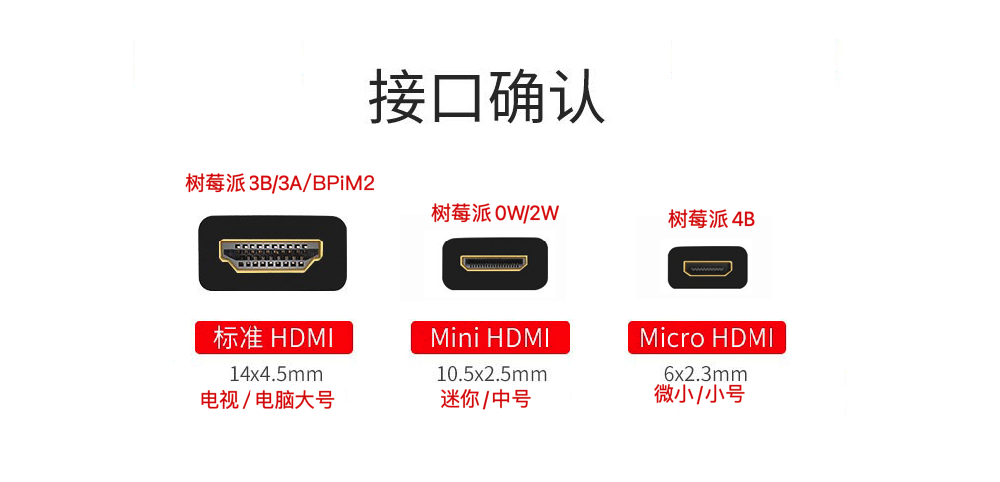 接口确认
树莓派 3B/3A/BPiM2
树莓派 0W/2W
树莓派 4B
标准 HDMI
Mini HDMI
Micro HDMI
14x4.5mm
10.5x2.5mm
6x2.3mm
电视 / 电脑大号
迷你/中号
微小/小号